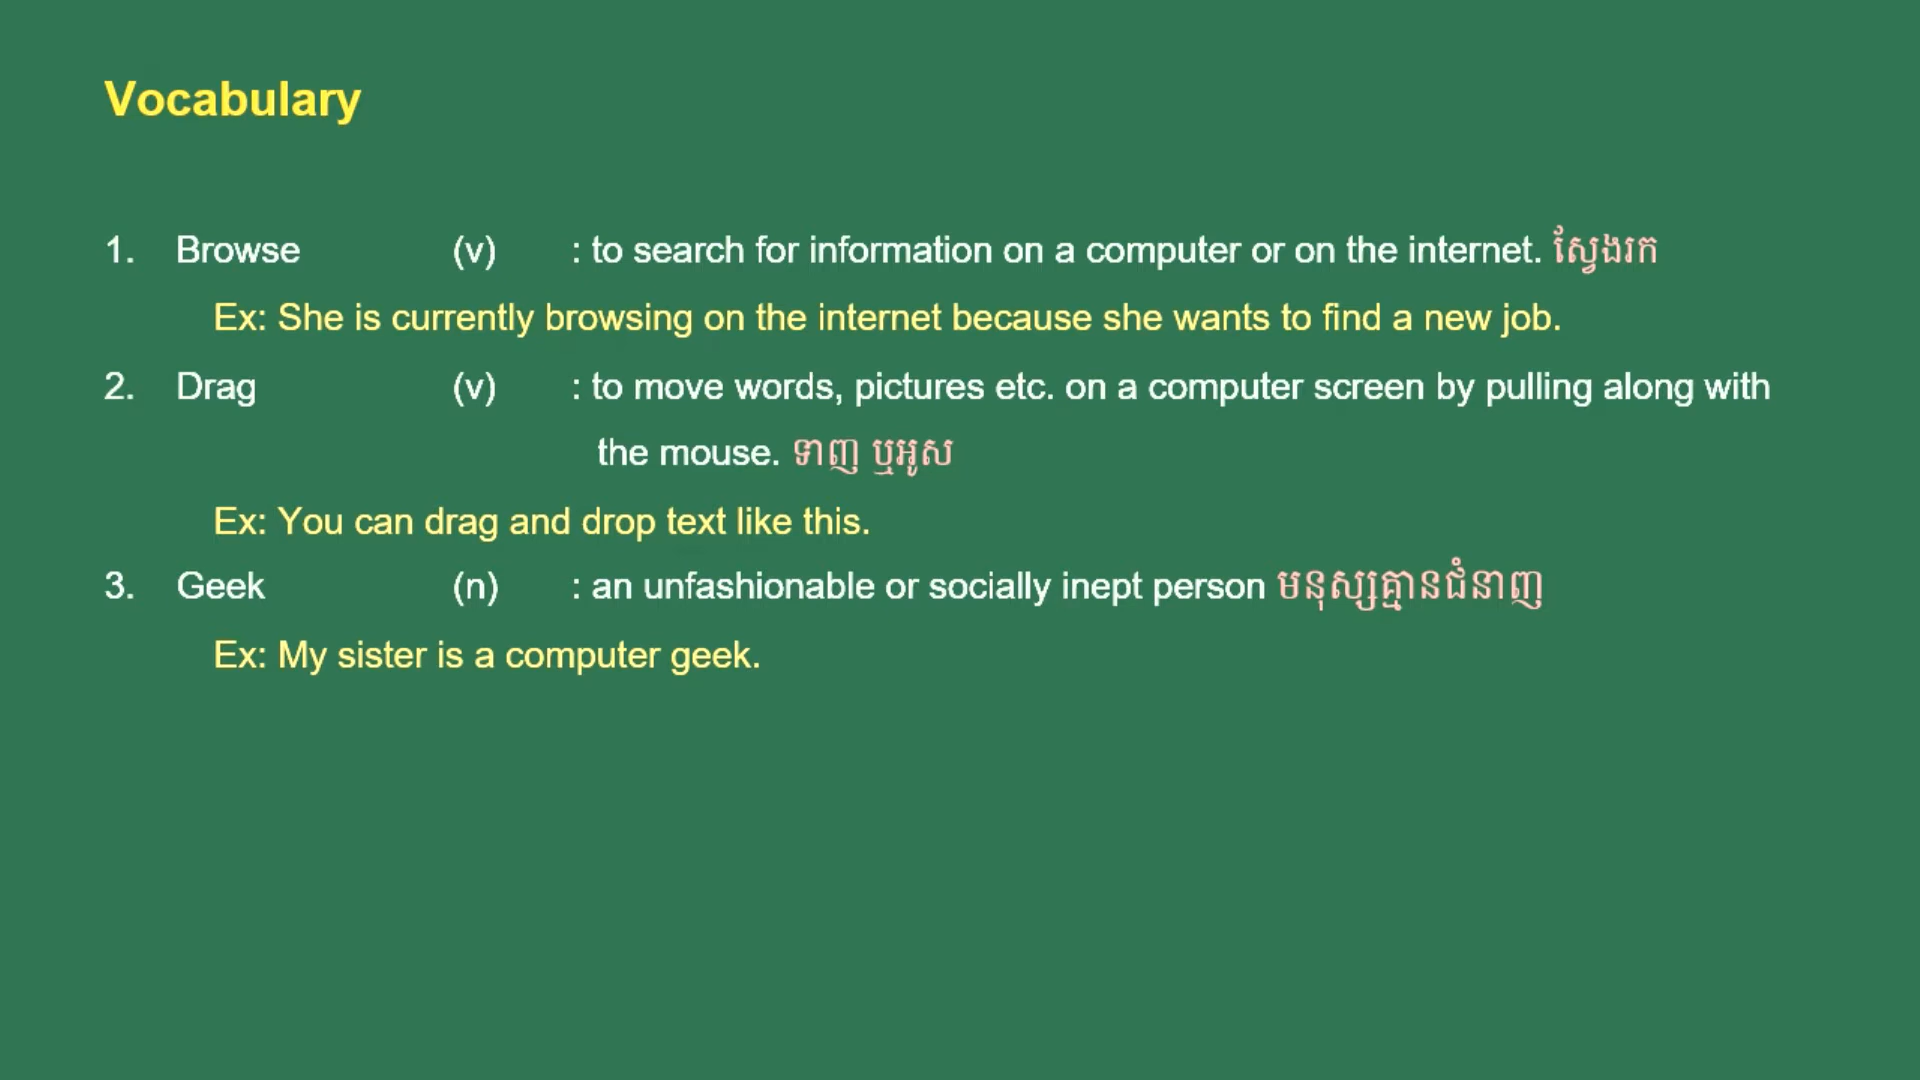 Vocabulary
1. Browse (v) : to search for information on a computer or on the internet. ស្វែងរក
Ex: She is currently browsing on the internet because she wants to find a new job.
2. Drag (v) : to move words, pictures etc. on a computer screen by pulling along with
the mouse. ទាញ ឬអូស
Ex: You can drag and drop text like this.
3. Geek (n) : an unfashionable or socially inept person មនុស្សគ្មានជំនាញ
Ex: My sister is a computer geek.